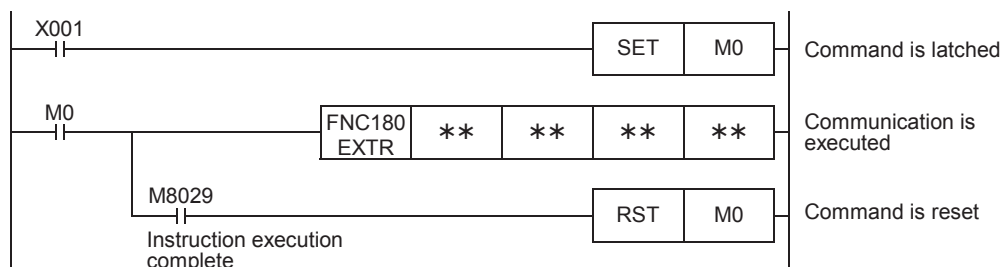 X001
SET M0
Command is latched
M0
FNC180
EXTR
** ** ** **
Communication is
executed
M8029
RST M0
Command is reset
Instruction execution
complete